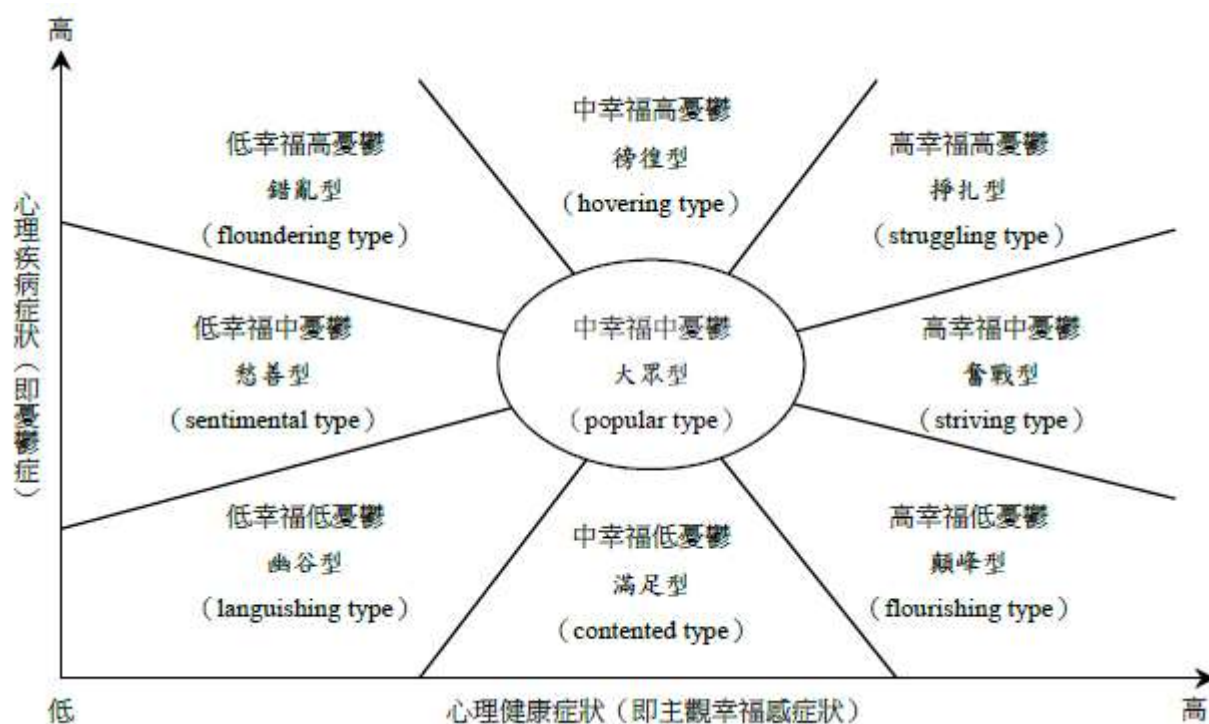 高
中幸福高憂鬱
徬徨型
(hovering type)
低幸福高憂鬱
錯亂型
(floundering type)
高幸福高憂鬱
掙扎型
(struggling type)
心理疾病症狀(即憂鬱症)
低幸福中憂鬱
愁善型
(sentimental type)
中幸福中憂鬱
大眾型
(popular type)
高幸福中憂鬱
奮戰型
(striving type)
低幸福低憂鬱
幽谷型
(languishing type)
中幸福低憂鬱
滿足型
(contented type)
高幸福低憂鬱
顛峰型
(flourishing type)
低
心理健康症狀(即主觀幸福感症狀)
高